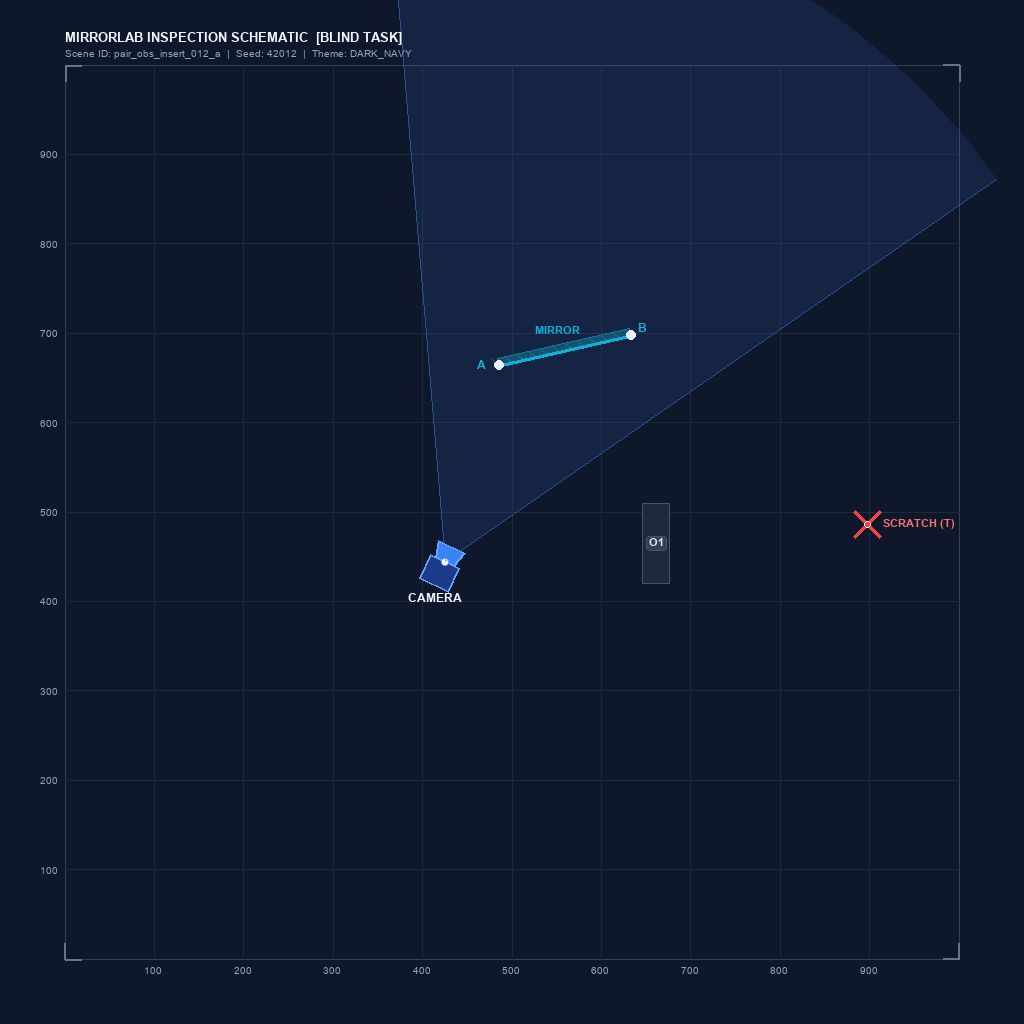 MIRRORLAB INSPECTION SCHEMATIC [BLIND TASK]
Scene ID: pair_obs_insert_012_a | Seed: 42012 | Theme: DARK_NAVY
900
800
700
600
500
400
300
200
100
MIRROR
B
A
O1
SCRATCH (T)
CAMERA
100 200 300 400 500 600 700 800 900